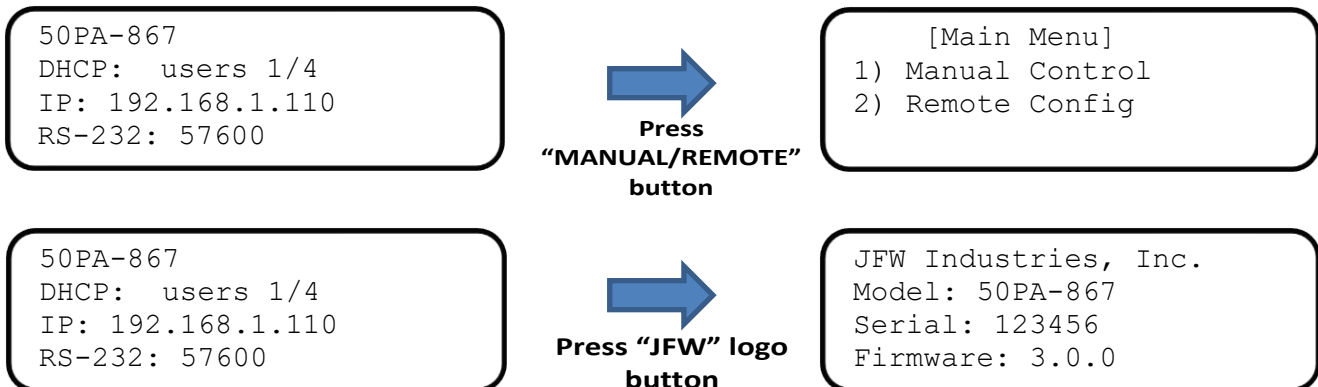 50PA-867
DHCP:  users 1/4
IP: 192.168.1.110
RS-232: 57600
Press
“MANUAL/REMOTE”
button
[Main Menu]
1) Manual Control
2) Remote Config
50PA-867
DHCP:  users 1/4
IP: 192.168.1.110
RS-232: 57600
Press “JFW” logo
button
JFW Industries, Inc.
Model: 50PA-867
Serial: 123456
Firmware: 3.0.0